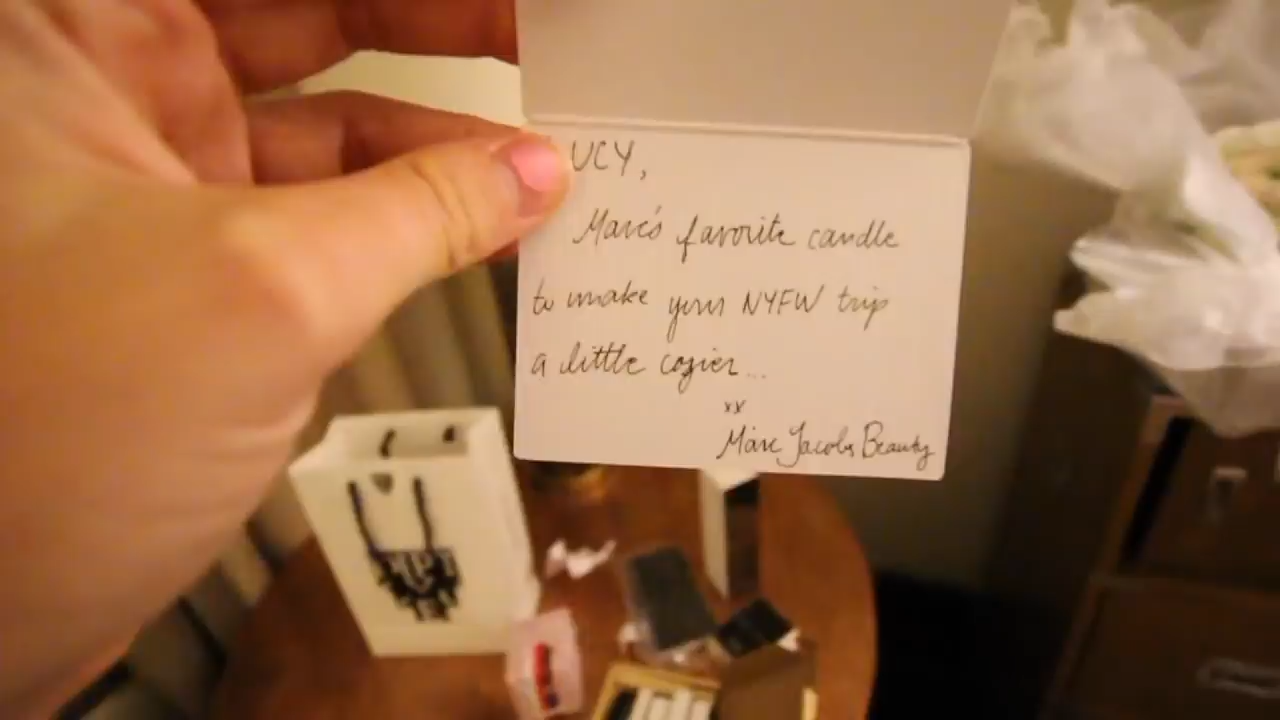 UCY,
Marc's favorite candle
to make your NYFW trip
a little cozier...
xx
Marc Jacobs Beauty